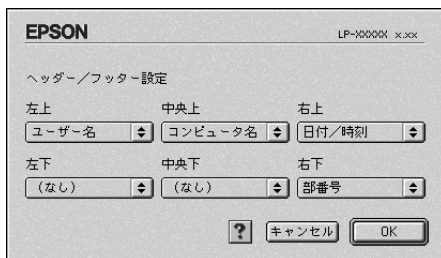 EPSON LP-XXXXX x.xx
ヘッダー／フッター設定
左上 中央上 右上
ユーザー名 コンピュータ名 日付／時刻
左下 中央下 右下
(なし) (なし) 部番号
? キャンセル OK